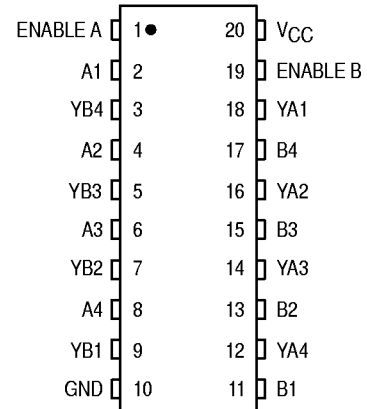 ENABLE A 1 20 VCC
A1 2 19 ENABLE B
YB4 3 18 YA1
A2 4 17 B4
YB3 5 16 YA2
A3 6 15 B3
YB2 7 14 YA3
A4 8 13 B2
YB1 9 12 YA4
GND 10 11 B1